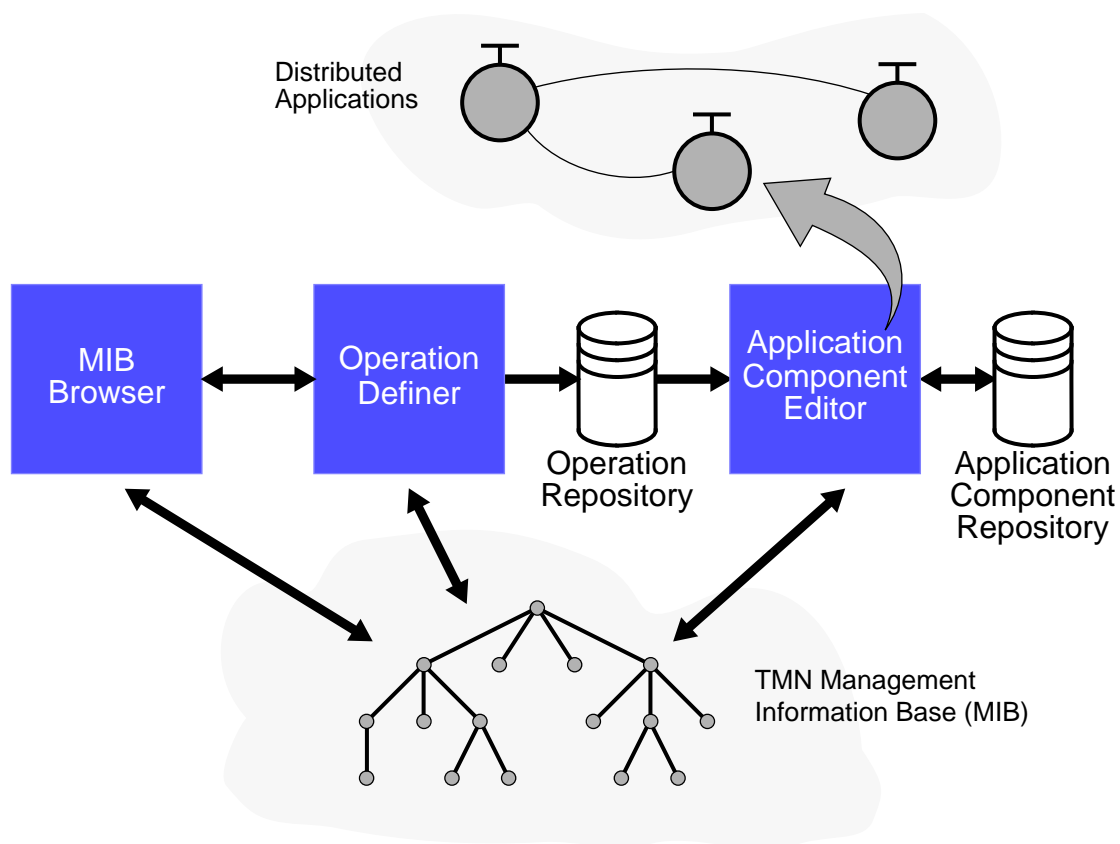 Distributed
Applications
MIB
Browser
Operation
Definer
Operation
Repository
Application
Component
Editor
Application
Component
Repository
TMN Management
Information Base (MIB)